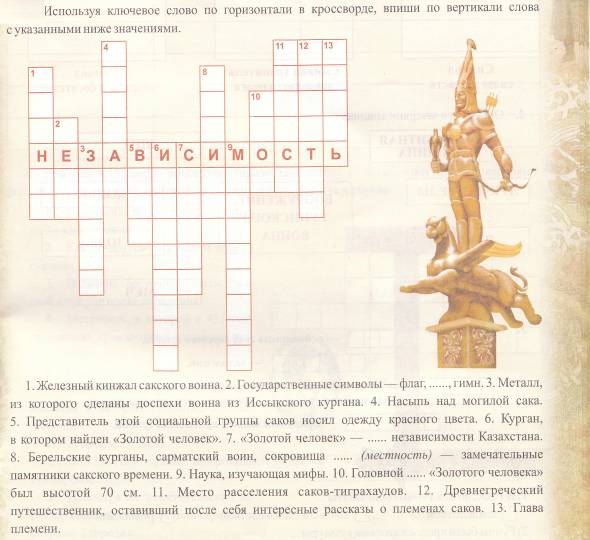 Используя ключевое слово по горизонтали в кроссворде, впиши по вертикали слова
с указанными ниже значениями.
11 12 13
4
1 8
10
2
3 5 6 7 9
Н Е З А В И С И М О С Т Ь
1. Железный кинжал сакского воина. 2. Государственные символы — флаг, ......, гимн. 3. Металл,
из которого сделаны доспехи воина из Иссыкского кургана. 4. Насыпь над могилой сака.
5. Представитель этой социальной группы саков носил одежду красного цвета. 6. Курган,
в котором найден «Золотой человек». 7. «Золотой человек» — ...... независимости Казахстана.
8. Берельские курганы, сарматский воин, сокровища ...... (местность) — замечательные
памятники сакского времени. 9. Наука, изучающая мифы. 10. Головной ...... «Золотого человека»
был высотой 70 см. 11. Место расселения саков-тиграхаудов. 12. Древнегреческий
путешественник, оставивший после себя интересные рассказы о племенах саков. 13. Глава
племени.